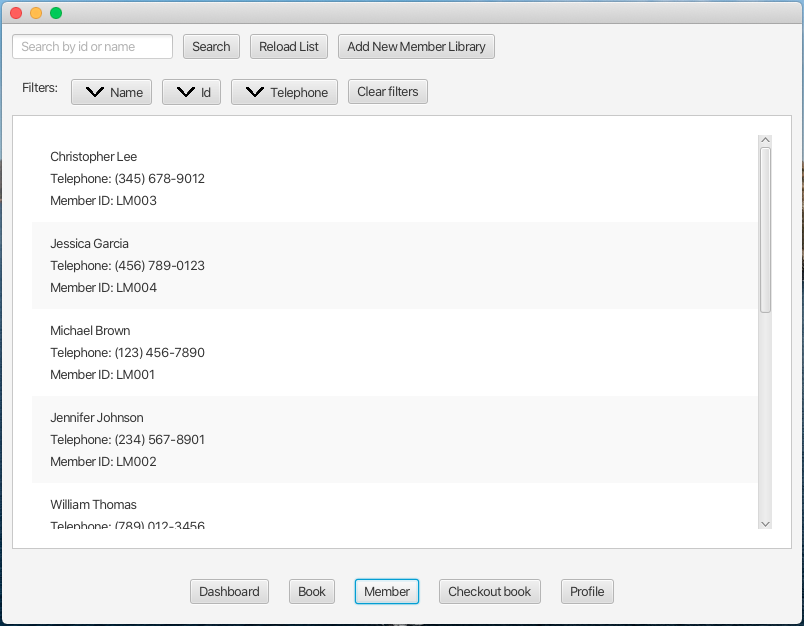 Search by id or name Search Reload List Add New Member Library
Filters: Name Id Telephone Clear filters
Christopher Lee
Telephone: (345) 678-9012
Member ID: LM003
Jessica Garcia
Telephone: (456) 789-0123
Member ID: LM004
Michael Brown
Telephone: (123) 456-7890
Member ID: LM001
Jennifer Johnson
Telephone: (234) 567-8901
Member ID: LM002
William Thomas
Telephone: (789) 012-3456
Dashboard Book Member Checkout book Profile